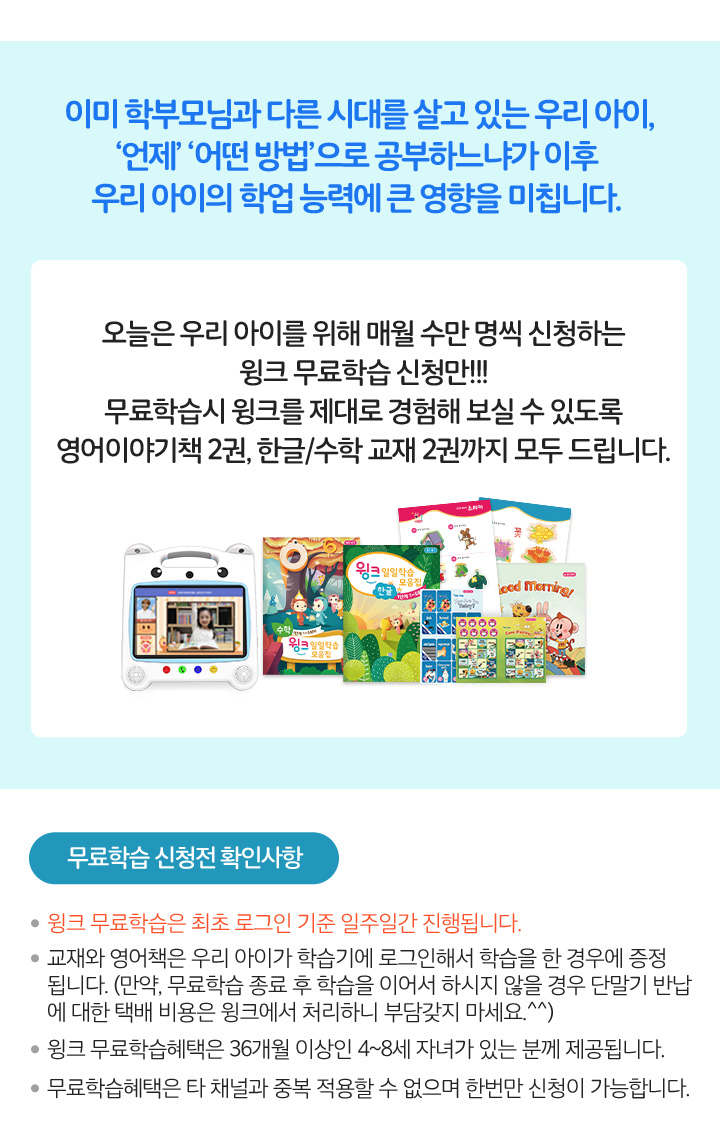 이미 학부모님과 다른 시대를 살고 있는 우리 아이,
‘언제’ ‘어떤 방법’으로 공부하느냐가 이후
우리 아이의 학업 능력에 큰 영향을 미칩니다.
오늘은 우리 아이를 위해 매월 수만 명씩 신청하는
윙크 무료학습 신청만!!!
무료학습시 윙크를 제대로 경험해 보실 수 있도록
영어이야기책 2권, 한글/수학 교재 2권까지 모두 드립니다.
수학
윙크 일일학습
모음집
윙크 일일학습
모음집
한글
Good Morning!
무료학습 신청전 확인사항
• 윙크 무료학습은 최초 로그인 기준 일주일간 진행됩니다.
• 교재와 영어책은 우리 아이가 학습기에 로그인해서 학습을 한 경우에 증정
됩니다. (만약, 무료학습 종료 후 학습을 이어서 하시지 않을 경우 단말기 반납
에 대한 택배 비용은 윙크에서 처리하니 부담갖지 마세요.^^)
• 윙크 무료학습혜택은 36개월 이상인 4~8세 자녀가 있는 분께 제공됩니다.
• 무료학습혜택은 타 채널과 중복 적용할 수 없으며 한번만 신청이 가능합니다.